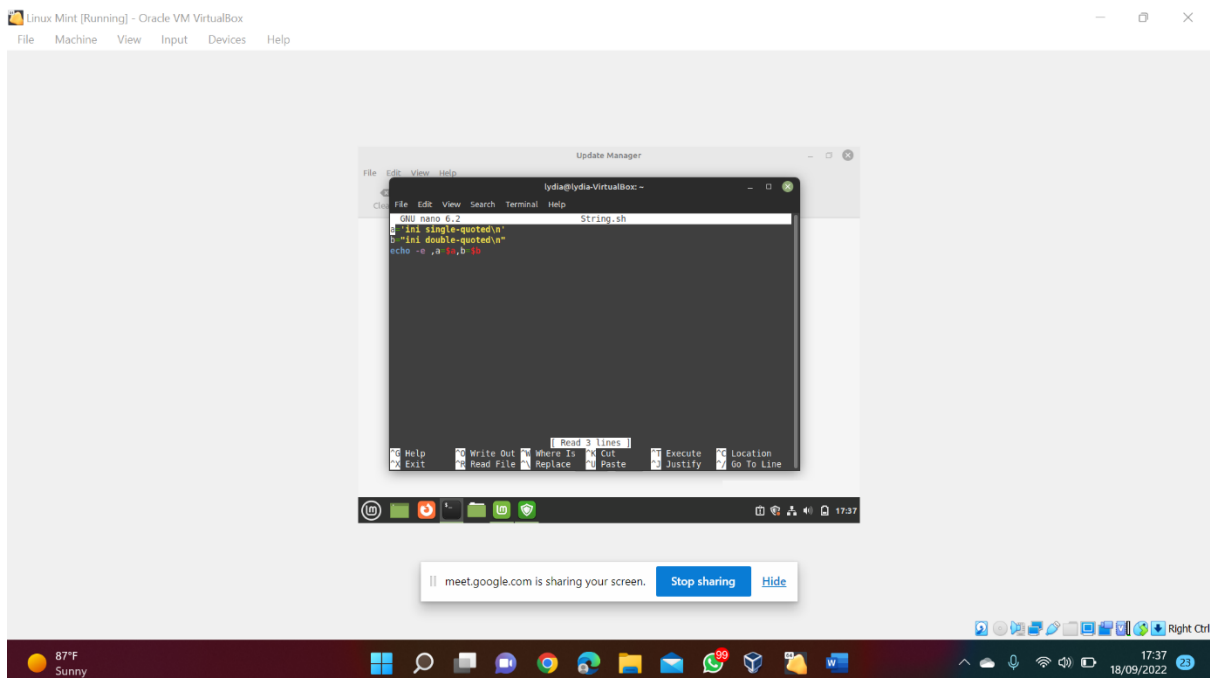 Linux Mint [Running] - Oracle VM VirtualBox
File Machine View Input Devices Help
Update Manager
File Edit View Help
Clea
lydia@lydia-VirtualBox: ~
File Edit View Search Terminal Help
GNU nano 6.2 String.sh
a='ini single-quoted\n'
b="ini double-quoted\n"
echo -e ,a=$a,b=$b
[ Read 3 lines ]
^G Help ^O Write Out ^W Where Is ^K Cut ^T Execute ^C Location
^X Exit ^R Read File ^\ Replace ^U Paste ^J Justify ^/ Go To Line
17:37
meet.google.com is sharing your screen. Stop sharing Hide
Right Ctrl
87°F
Sunny
99
17:37
18/09/2022
23